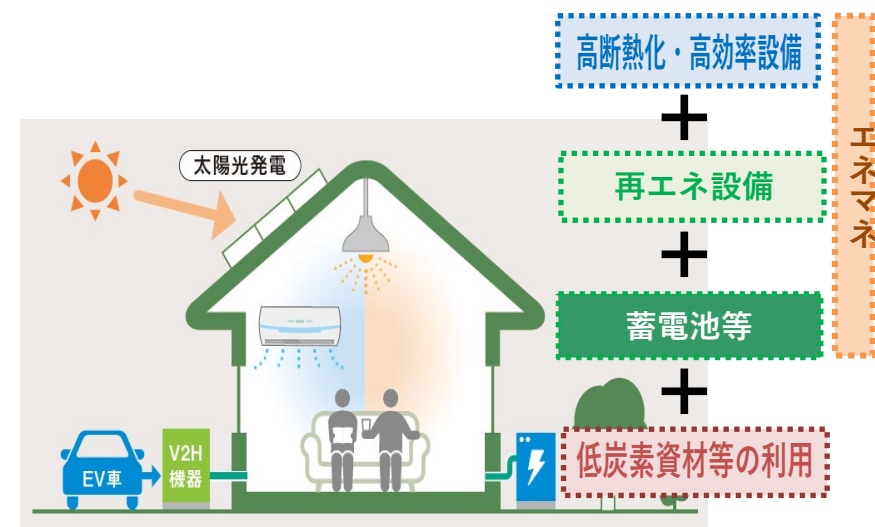 高断熱化・高効率設備
＋
再エネ設備
＋
蓄電池等
＋
低炭素資材等の利用
エネマネ
太陽光発電
EV車
V2H
機器